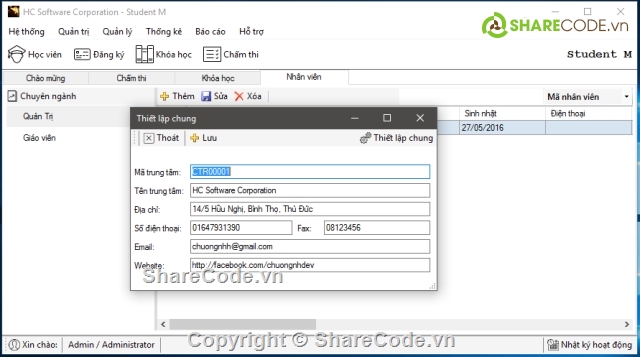 HC Software Corporation - Student M
SHARECODE.vn
Hệ thống Quản trị Quản lý Thống kê Báo cáo Hỗ trợ
Học viên Đăng ký Khóa học Chấm thi
Student M
Chào mừng Chấm thi Khóa học Nhân viên
Chuyên ngành Thêm Sửa Xóa Mã nhân viên
Quản Trị Sinh nhật Điện thoại
27/05/2016
Giáo viên
Thiết lập chung
Thoát Lưu Thiết lập chung
Mã trung tâm: CTR00001
Tên trung tâm: HC Software Corporation
Địa chỉ: 14/5 Hữu Nghị, Bình Thọ, Thủ Đức
Số điện thoại: 01647931390 Fax: 08123456
Email: chuongnhh@gmail.com
Website: http://facebook.com/chuongnhdev
ShareCode.vn
Copyright © ShareCode.vn
Xin chào: Admin / Administrator Nhật ký hoạt động